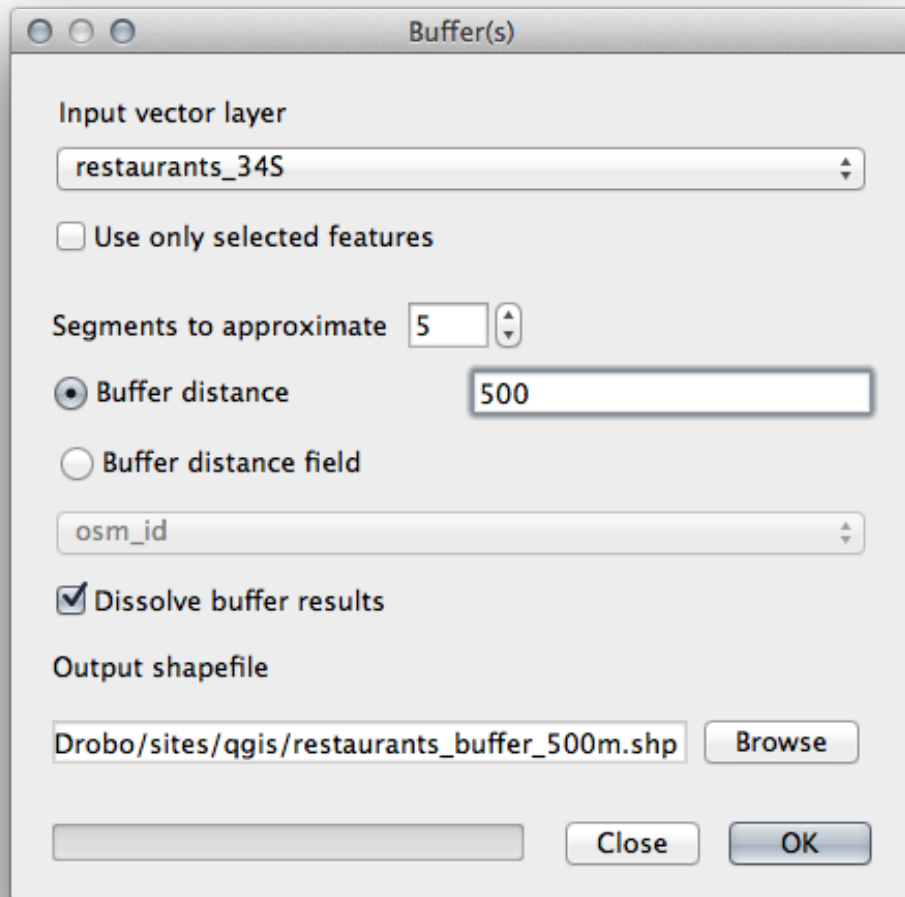 Buffer(s)
Input vector layer
restaurants_34S
Use only selected features
Segments to approximate 5
Buffer distance 500
Buffer distance field
osm_id
Dissolve buffer results
Output shapefile
Drobo/sites/qgis/restaurants_buffer_500m.shp Browse
Close OK